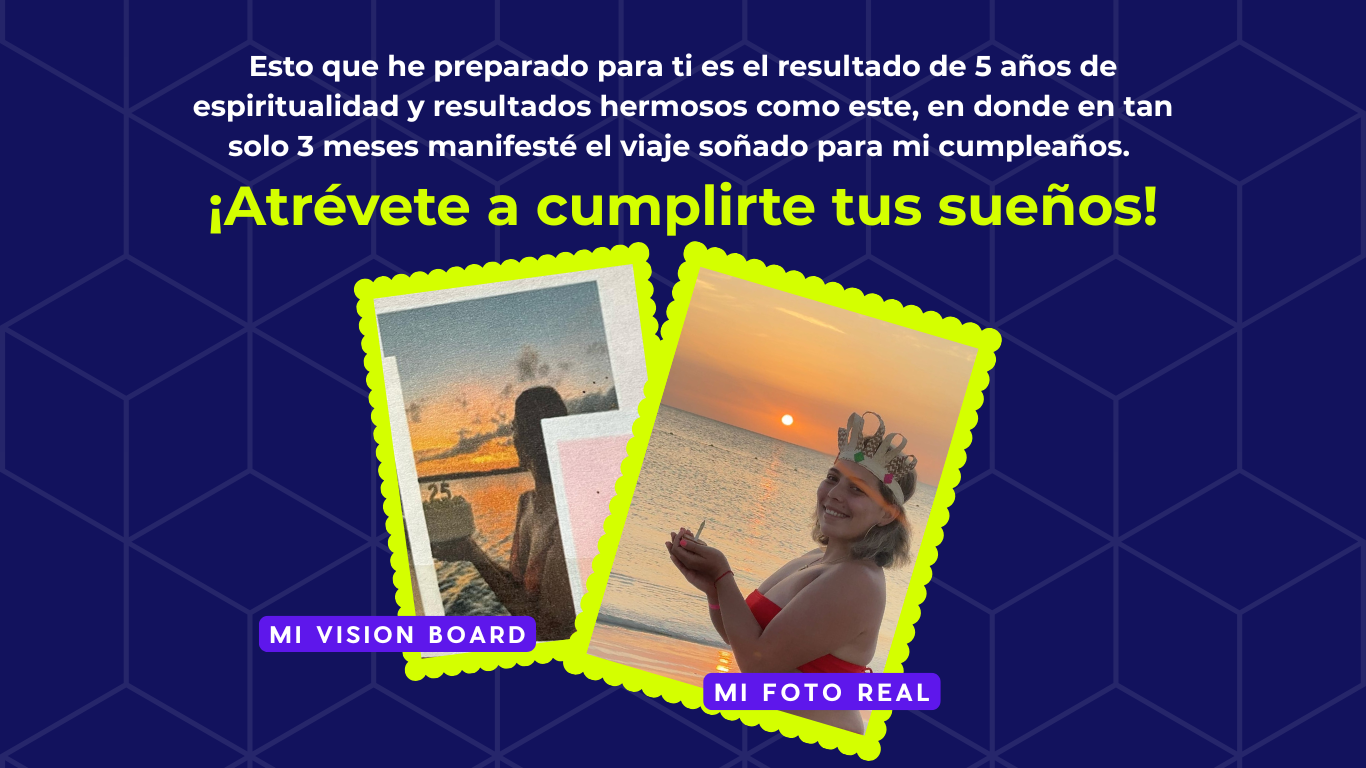 Esto que he preparado para ti es el resultado de 5 años de
espiritualidad y resultados hermosos como este, en donde en tan
solo 3 meses manifesté el viaje soñado para mi cumpleaños.
¡Atrévete a cumplirte tus sueños!
25
MI VISION BOARD
MI FOTO REAL